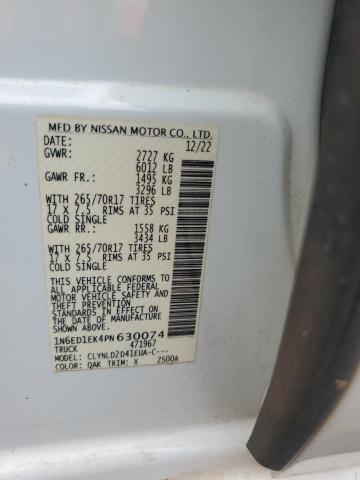 MFD BY NISSAN MOTOR CO., LTD.
DATE: 12/22
GVWR: 2727 KG
6012 LB
GAWR FR: 1495 KG
3296 LB
WITH 265/70R17 TIRES
17 X 7.5 RIMS AT 35 PSI
COLD SINGLE
GAWR RR.: 1558 KG
3434 LB
WITH 265/70R17 TIRES
17 X 7.5 RIMS AT 35 PSI
COLD SINGLE
THIS VEHICLE CONFORMS TO
ALL APPLICABLE FEDERAL
MOTOR VEHICLE SAFETY AND
THEFT PREVENTION
STANDARDS IN EFFECT ON
THE DATE OF MANUFACTURE
SHOWN ABOVE.
1N6ED1EK4PN630074
TRUCK 471967
MODEL: CLYNLDZD41EUA-C---
COLOR: QAK TRIM: X ZS00A